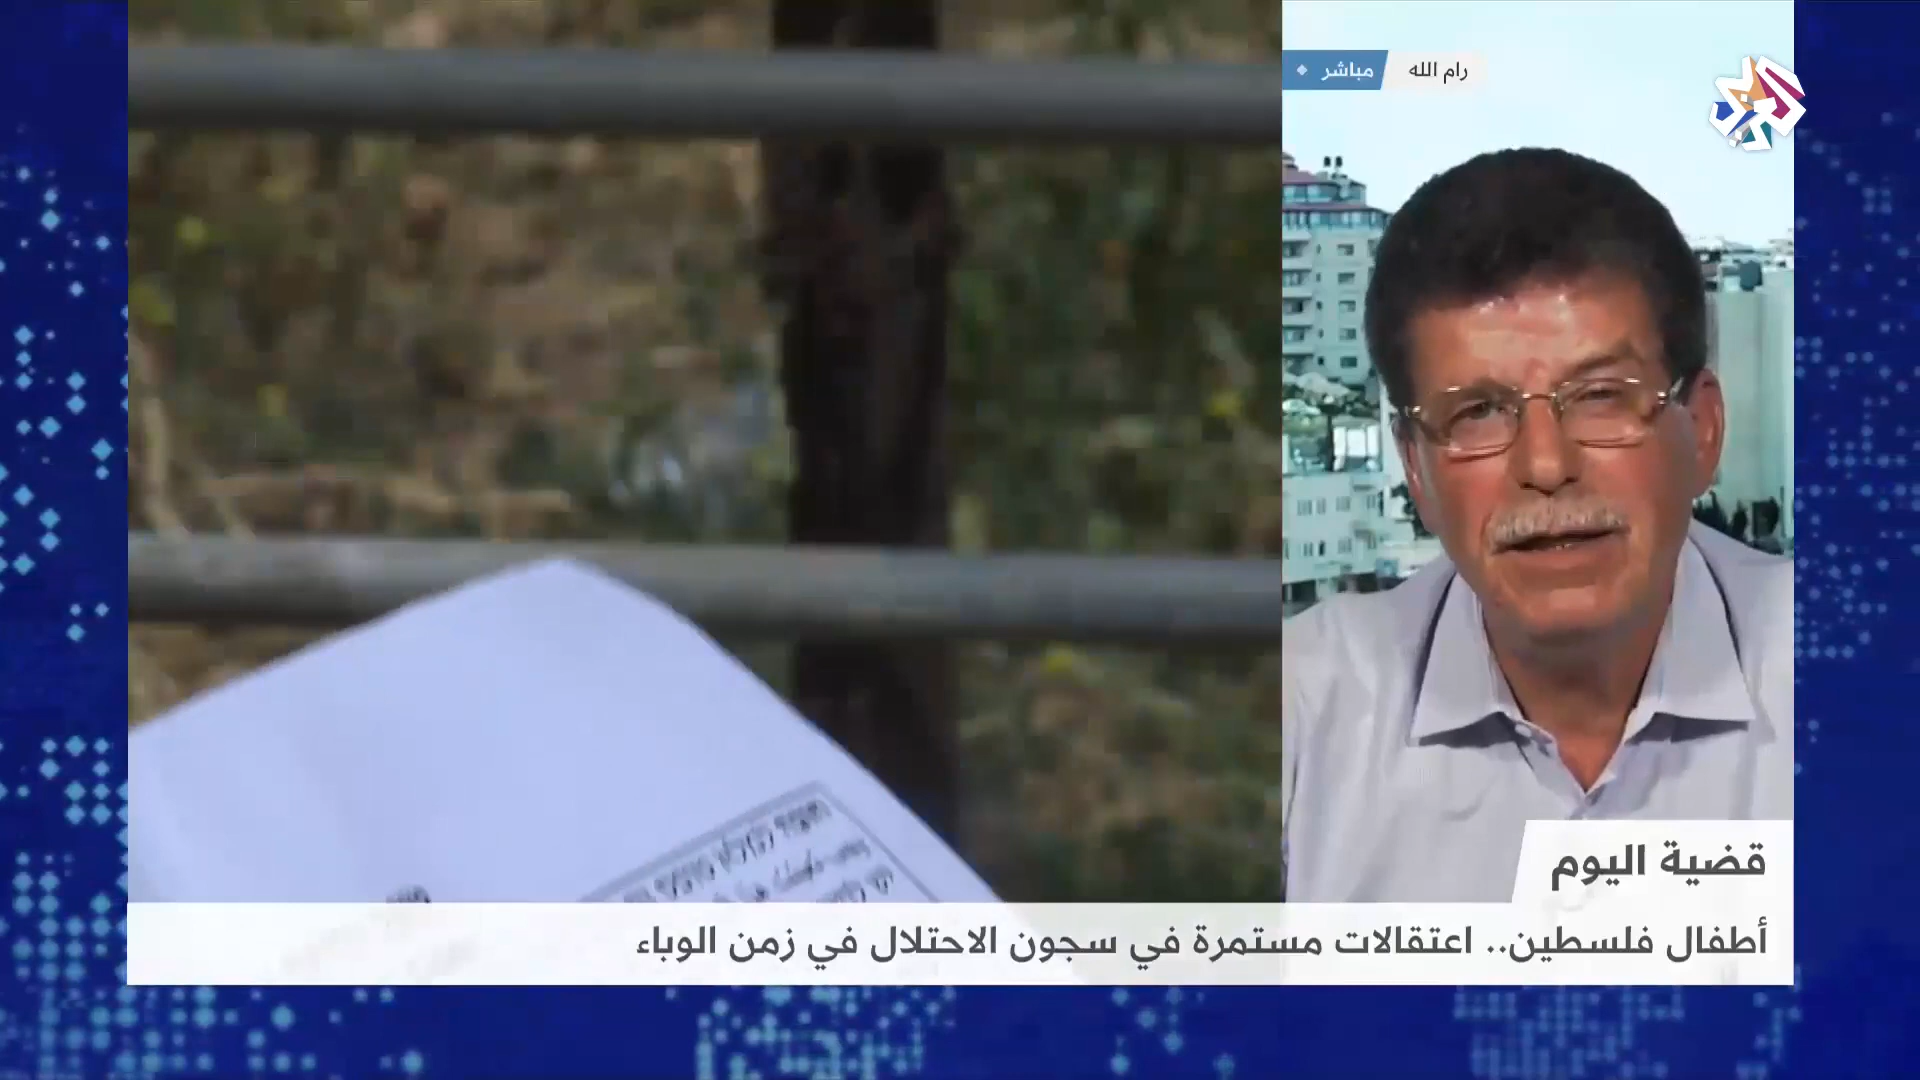 رام الله
مباشر
قضية اليوم
أطفال فلسطين.. اعتقالات مستمرة في سجون الاحتلال في زمن الوباء